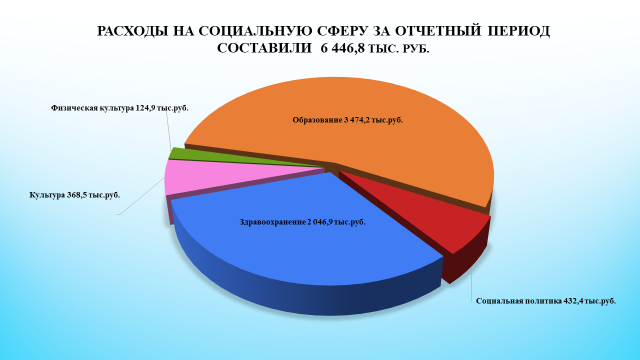 РАСХОДЫ НА СОЦИАЛЬНУЮ СФЕРУ ЗА ОТЧЕТНЫЙ ПЕРИОД
СОСТАВИЛИ 6 446,8 ТЫС. РУБ.
Физическая культура 124,9 тыс.руб.
Образование 3 474,2 тыс.руб.
Культура 368,5 тыс.руб.
Здравоохранение 2 046,9 тыс.руб.
Социальная политика 432,4 тыс.руб.